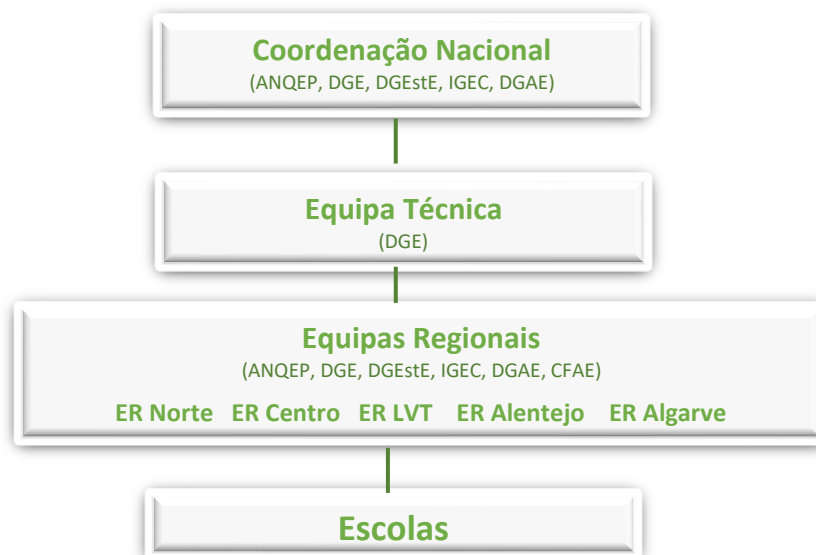 Coordenação Nacional
(ANQEP, DGE, DGEstE, IGEC, DGAE)
Equipa Técnica
(DGE)
Equipas Regionais
(ANQEP, DGE, DGEstE, IGEC, DGAE, CFAE)
ER Norte ER Centro ER LVT ER Alentejo ER Algarve
Escolas